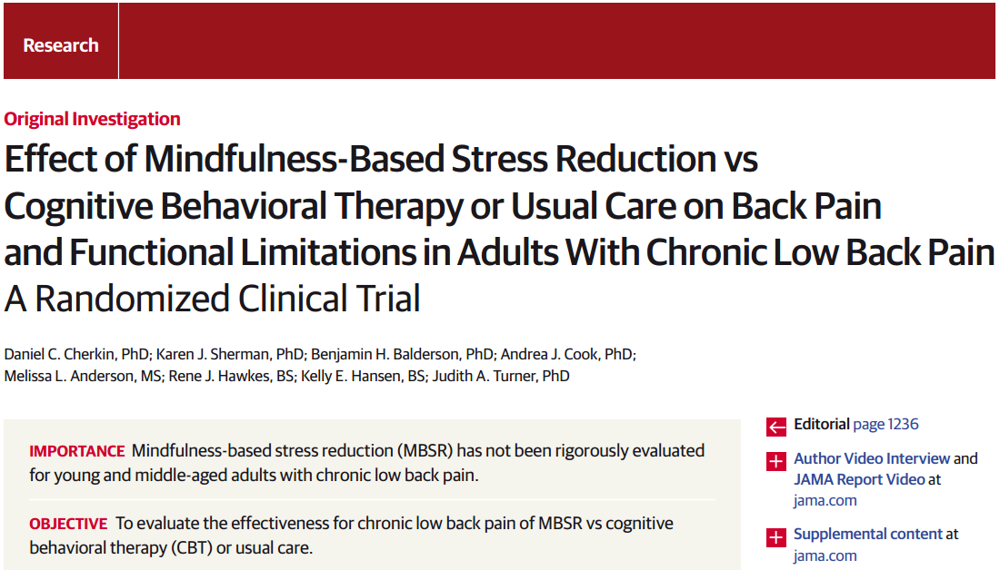 Research
Original Investigation
Effect of Mindfulness-Based Stress Reduction vs
Cognitive Behavioral Therapy or Usual Care on Back Pain
and Functional Limitations in Adults With Chronic Low Back Pain
A Randomized Clinical Trial
Daniel C. Cherkin, PhD; Karen J. Sherman, PhD; Benjamin H. Balderson, PhD; Andrea J. Cook, PhD;
Melissa L. Anderson, MS; Rene J. Hawkes, BS; Kelly E. Hansen, BS; Judith A. Turner, PhD
IMPORTANCE Mindfulness-based stress reduction (MBSR) has not been rigorously evaluated
for young and middle-aged adults with chronic low back pain.
OBJECTIVE To evaluate the effectiveness for chronic low back pain of MBSR vs cognitive
behavioral therapy (CBT) or usual care.
Editorial page 1236
Author Video Interview and
JAMA Report Video at
jama.com
Supplemental content at
jama.com